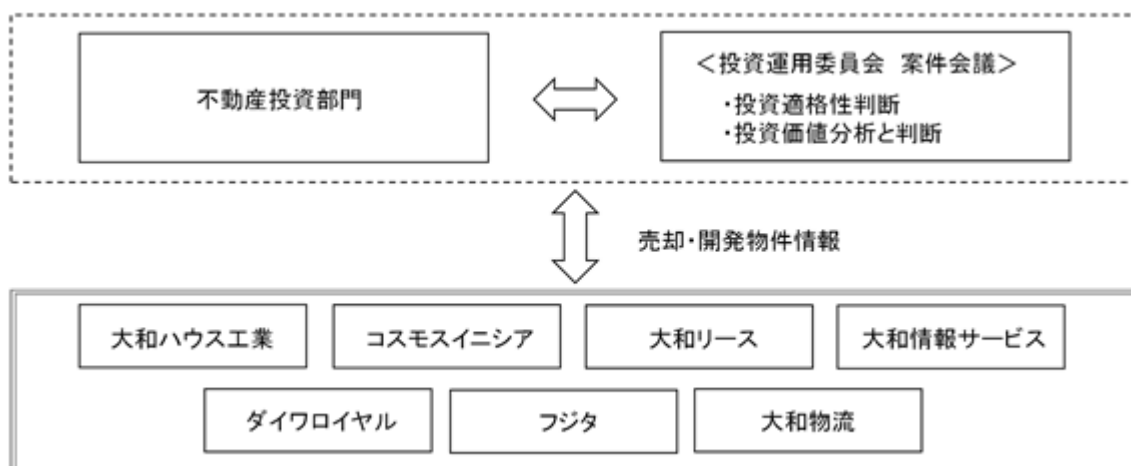 不動産投資部門
＜投資運用委員会　案件会議＞
・投資適格性判断
・投資価値分析と判断
売却・開発物件情報
大和ハウス工業
コスモスイニシア
大和リース
大和情報サービス
ダイワロイヤル
フジタ
大和物流